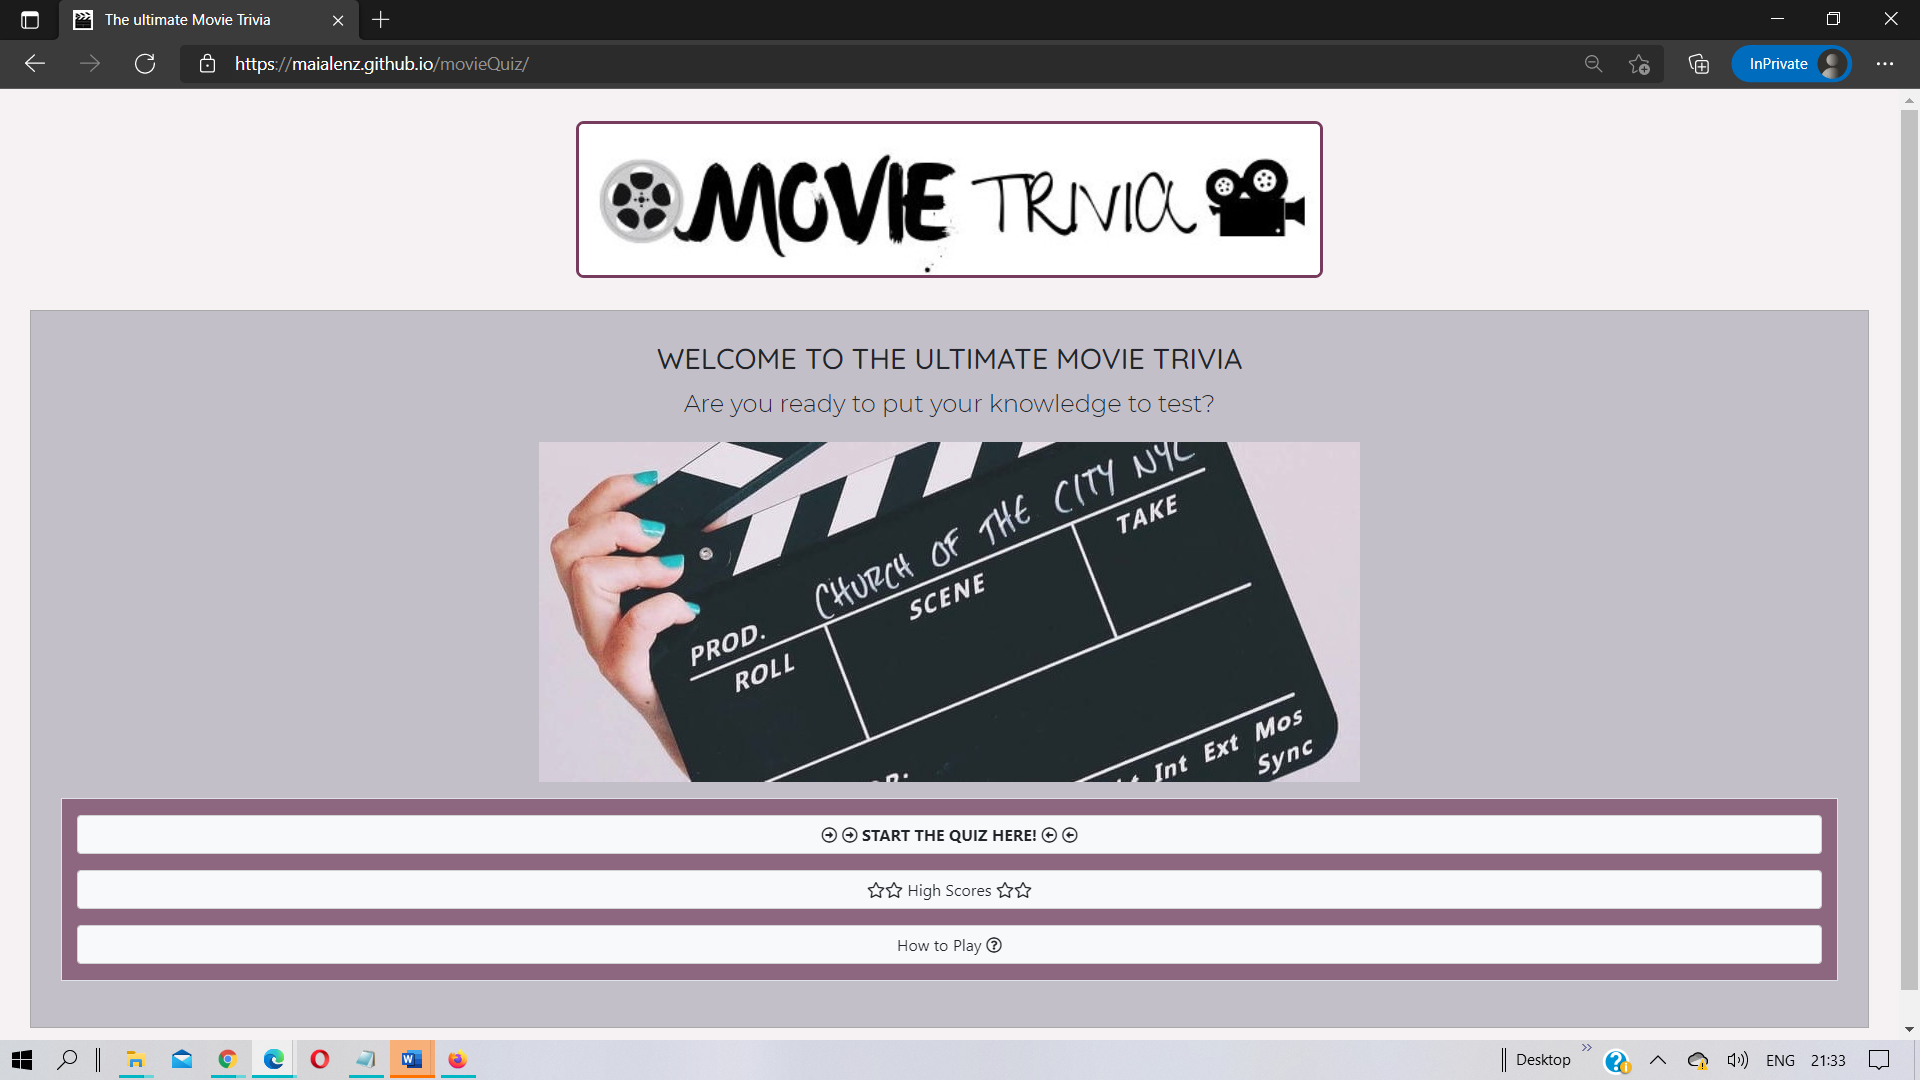 The ultimate Movie Trivia
https://maialenz.github.io/movieQuiz/
InPrivate
MOVIE TRIVIA
WELCOME TO THE ULTIMATE MOVIE TRIVIA
Are you ready to put your knowledge to test?
CHURCH OF THE CITY NYC
PROD.
ROLL
SCENE
TAKE
Int Ext Mos
Sync
START THE QUIZ HERE!
High Scores
How to Play
Desktop
ENG
21:33